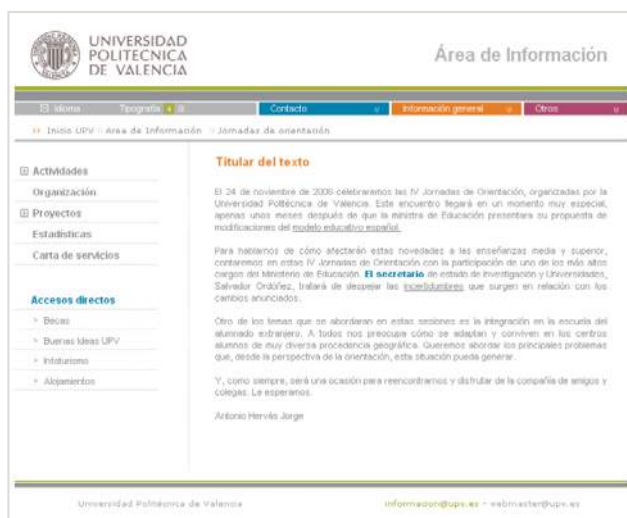 UNIVERSIDAD
POLITECNICA
DE VALENCIA
Área de Información
Idioma Tipografía
Contacto
Información general
Otros
Inicio UPV :: Area de Información :: Jornadas de orientación
Actividades
Organización
Proyectos
Estadísticas
Carta de servicios
Accesos directos
Becas
Buenas Ideas UPV
Infoturismo
Alojamientos
Titular del texto
El 24 de noviembre de 2006 celebraremos las IV Jornadas de Orientación, organizadas por la
Universidad Politécnica de Valencia. Este encuentro llegará en un momento muy especial,
apenas unos meses después de que la ministra de Educación presentara su propuesta de
modificaciones del modelo educativo español.
Para hablarnos de cómo afectarán estas novedades a las enseñanzas media y superior,
contaremos en estas IV Jornadas de Orientación con la participación de uno de los más altos
cargos del Ministerio de Educación. El secretario de estado de Investigación y Universidades,
Salvador Ordóñez, tratará de despejar las incertidumbres que surgen en relación con los
cambios anunciados.
Otro de los temas que se abordaran en estas sesiones es la integración en la escuela del
alumnado extranjero. A todos nos preocupa cómo se adaptan y conviven en los centros
alumnos de muy diversa procedencia geográfica. Queremos abordar los principales problemas
que, desde la perspectiva de la orientación, esta situación pueda generar.
Y, como siempre, será una ocasión para reencontrarnos y disfrutar de la compañía de amigos y
colegas. Le esperamos.
Antonio Hervás Jorge
Universidad Politécnica de Valencia
informacion@upv.es - webmaster@upv.es